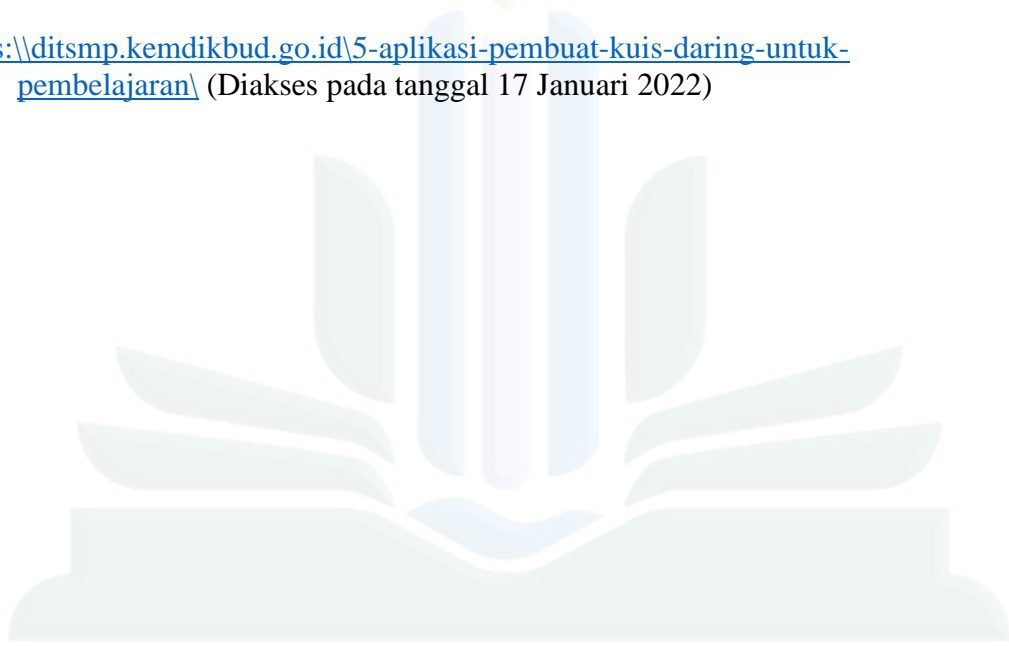 s:\\ditsmp.kemdikbud.go.id\5-aplikasi-pembuat-kuis-daring-untuk-
pembelajaran\ (Diakses pada tanggal 17 Januari 2022)